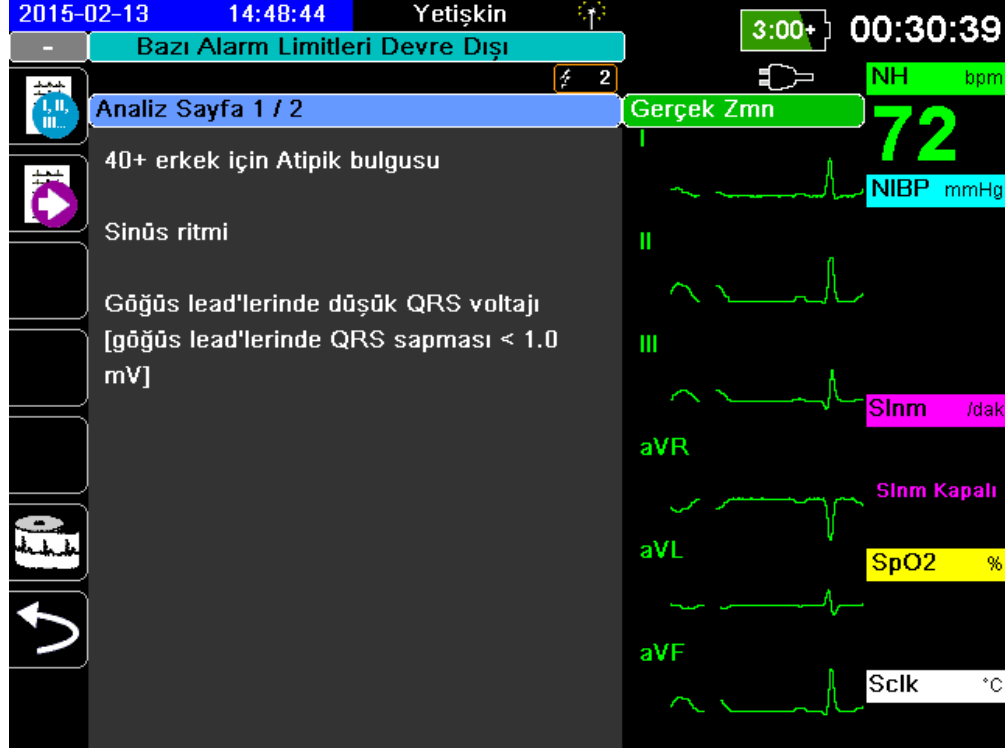 2015-02-13 14:48:44 Yetişkin
3:00+ 00:30:39
- Bazı Alarm Limitleri Devre Dışı
2
NH bpm
I, II, III...
Analiz Sayfa 1 / 2
Gerçek Zmn
72
I
40+ erkek için Atipik bulgusu
NIBP mmHg
Sinüs ritmi
II
Göğüs lead'lerinde düşük QRS voltajı
[göğüs lead'lerinde QRS sapması < 1.0
mV]
III
Slnm /dak
aVR
Slnm Kapalı
aVL
SpO2 %
aVF
Sclk °C